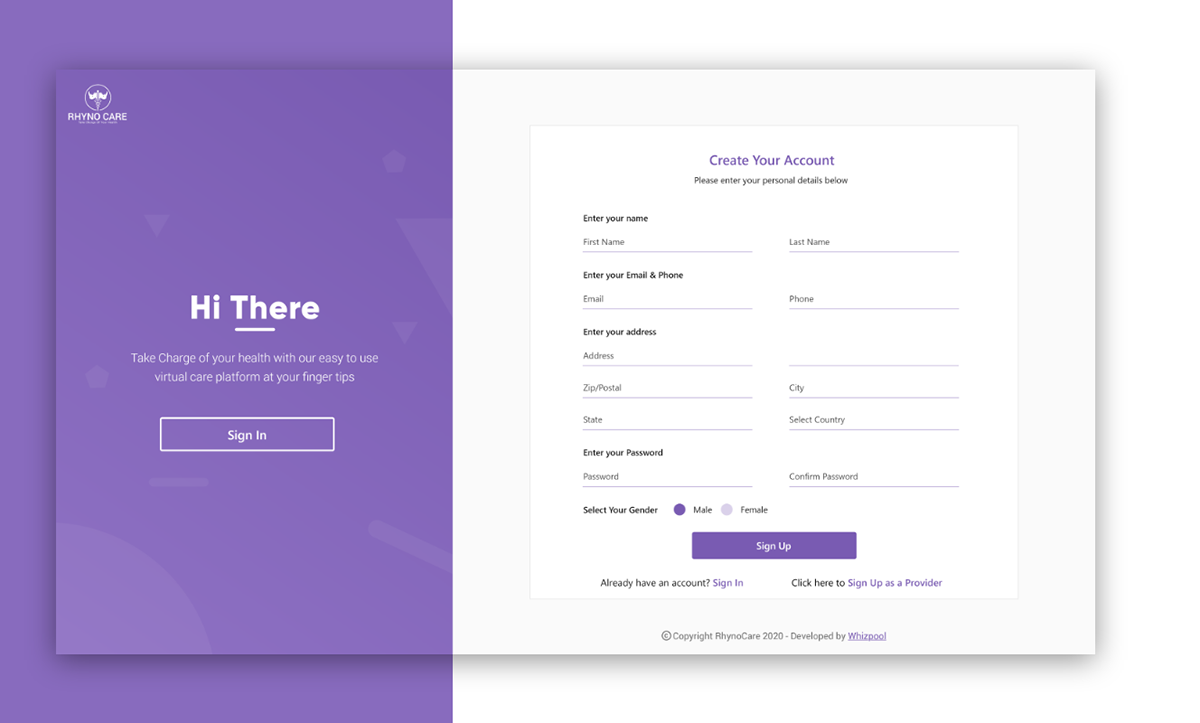 RHYNO CARE
Hi There
Take Charge of your health with our easy to use
virtual care platform at your finger tips
Sign In
Create Your Account
Please enter your personal details below
Enter your name
First Name Last Name
Enter your Email & Phone
Email Phone
Enter your address
Address
Zip/Postal City
State Select Country
Enter your Password
Password Confirm Password
Select Your Gender Male Female
Sign Up
Already have an account? Sign In Click here to Sign Up as a Provider
© Copyright RhynoCare 2020 - Developed by Whizpool